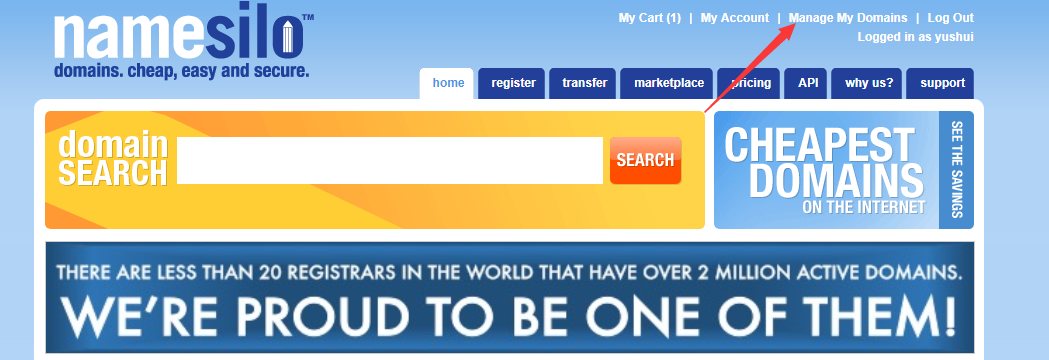 namesilo™
domains. cheap, easy and secure.
My Cart (1) | My Account | Manage My Domains | Log Out
Logged in as yushui
home register transfer marketplace pricing API why us? support
domain
SEARCH
SEARCH
CHEAPEST
DOMAINS
ON THE INTERNET
SEE THE SAVINGS
THERE ARE LESS THAN 20 REGISTRARS IN THE WORLD THAT HAVE OVER 2 MILLION ACTIVE DOMAINS.
WE'RE PROUD TO BE ONE OF THEM!